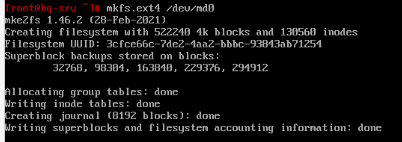 [root@hq-srv ~]# mkfs.ext4 /dev/md0
mke2fs 1.46.2 (28-Feb-2021)
Creating filesystem with 522240 4k blocks and 130560 inodes
Filesystem UUID: 3cfce66c-7de2-4aa2-bbbc-93843ab71254
Superblock backups stored on blocks:
32768, 98304, 163840, 229376, 294912
Allocating group tables: done
Writing inode tables: done
Creating journal (8192 blocks): done
Writing superblocks and filesystem accounting information: done